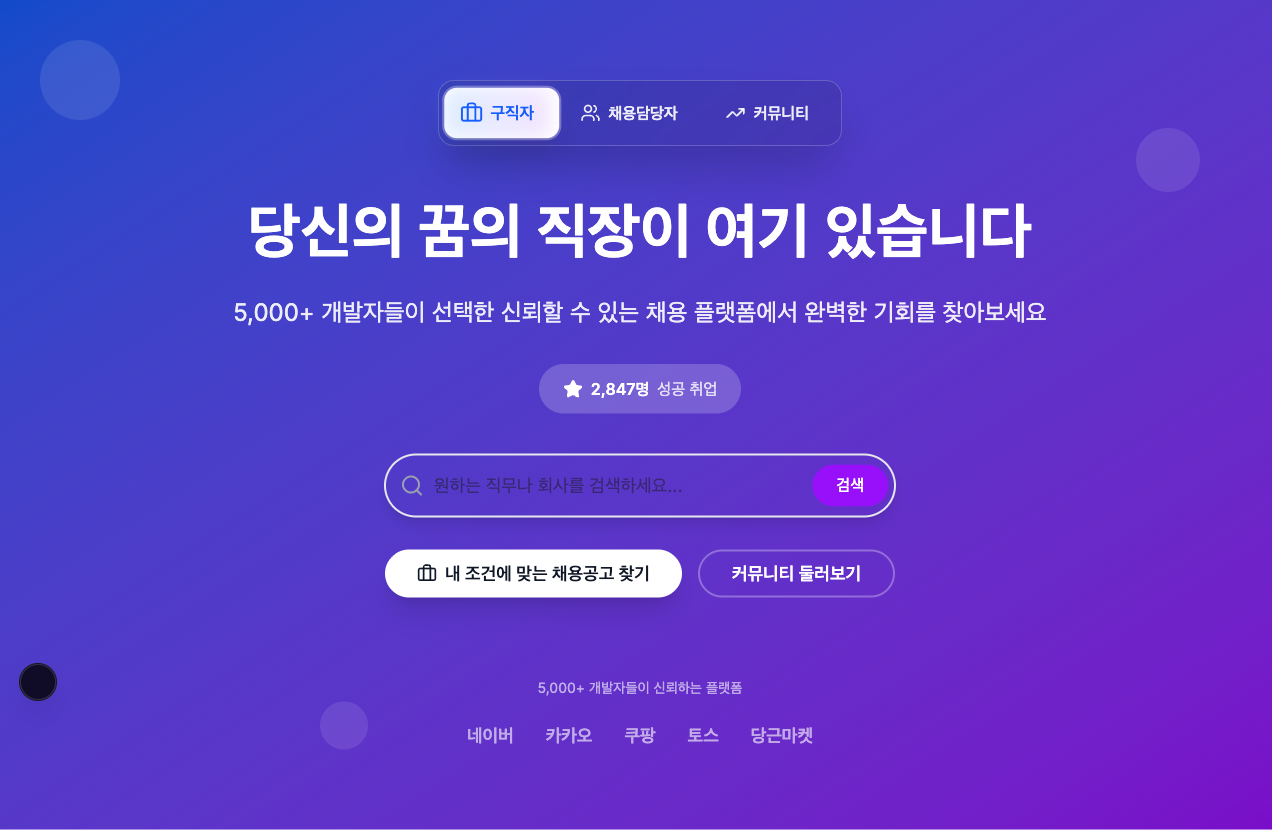 구직자 채용담당자 커뮤니티
당신의 꿈의 직장이 여기 있습니다
5,000+ 개발자들이 선택한 신뢰할 수 있는 채용 플랫폼에서 완벽한 기회를 찾아보세요
2,847명 성공 취업
원하는 직무나 회사를 검색하세요... 검색
내 조건에 맞는 채용공고 찾기 커뮤니티 둘러보기
5,000+ 개발자들이 신뢰하는 플랫폼
네이버 카카오 쿠팡 토스 당근마켓